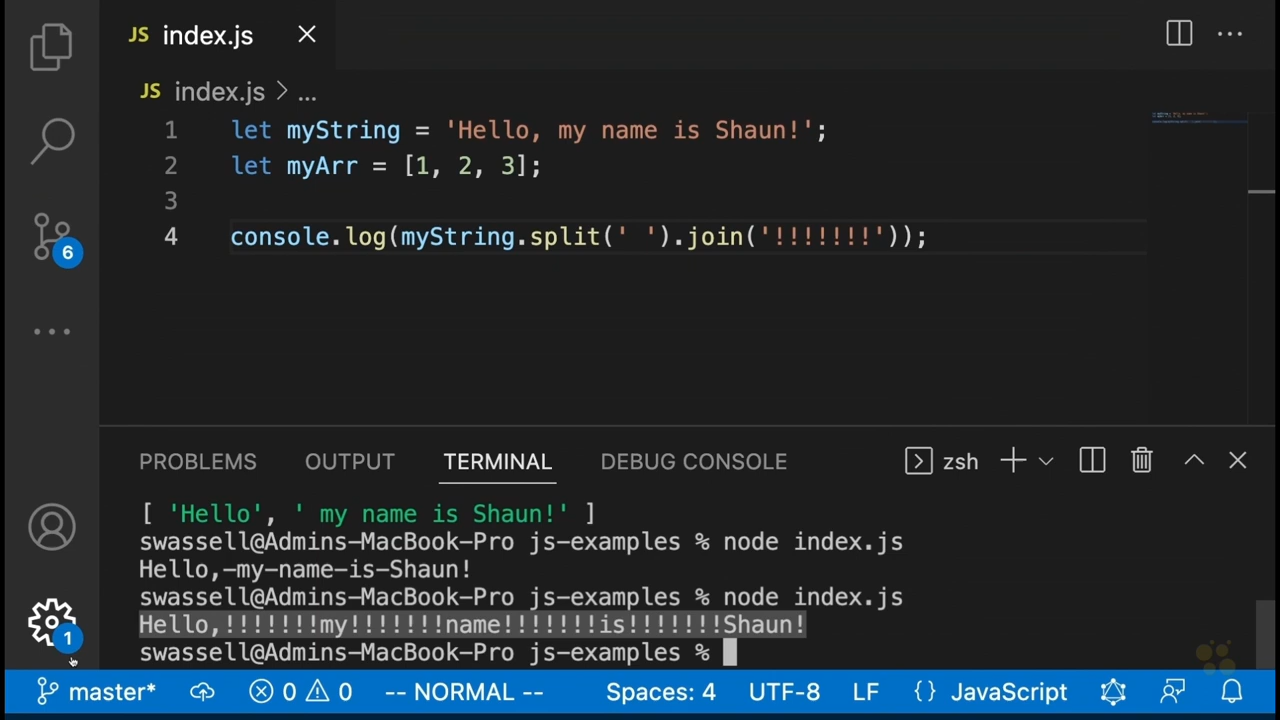 JS index.js
JS index.js > ...
1 let myString = 'Hello, my name is Shaun!';
2 let myArr = [1, 2, 3];
3
4 console.log(myString.split(' ').join('!!!!!!!'));
6
PROBLEMS OUTPUT TERMINAL DEBUG CONSOLE zsh
[ 'Hello', ' my name is Shaun!' ]
swassell@Admins-MacBook-Pro js-examples % node index.js
Hello,-my-name-is-Shaun!
swassell@Admins-MacBook-Pro js-examples % node index.js
Hello,!!!!!!!my!!!!!!!name!!!!!!!is!!!!!!!Shaun!
swassell@Admins-MacBook-Pro js-examples %
1
master* 0 0 -- NORMAL -- Spaces: 4 UTF-8 LF {} JavaScript